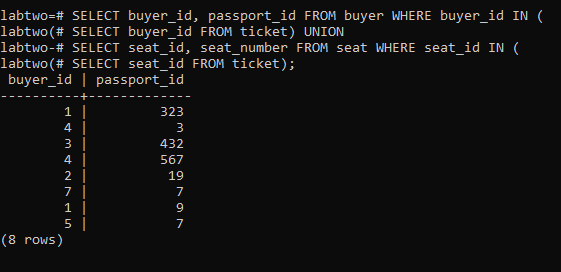 labtwo=# SELECT buyer_id, passport_id FROM buyer WHERE buyer_id IN (
labtwo(# SELECT buyer_id FROM ticket) UNION
labtwo-# SELECT seat_id, seat_number FROM seat WHERE seat_id IN (
labtwo(# SELECT seat_id FROM ticket);
 buyer_id | passport_id
----------+-------------
        1 |         323
        4 |           3
        3 |         432
        4 |         567
        2 |          19
        7 |           7
        1 |           9
        5 |           7
(8 rows)